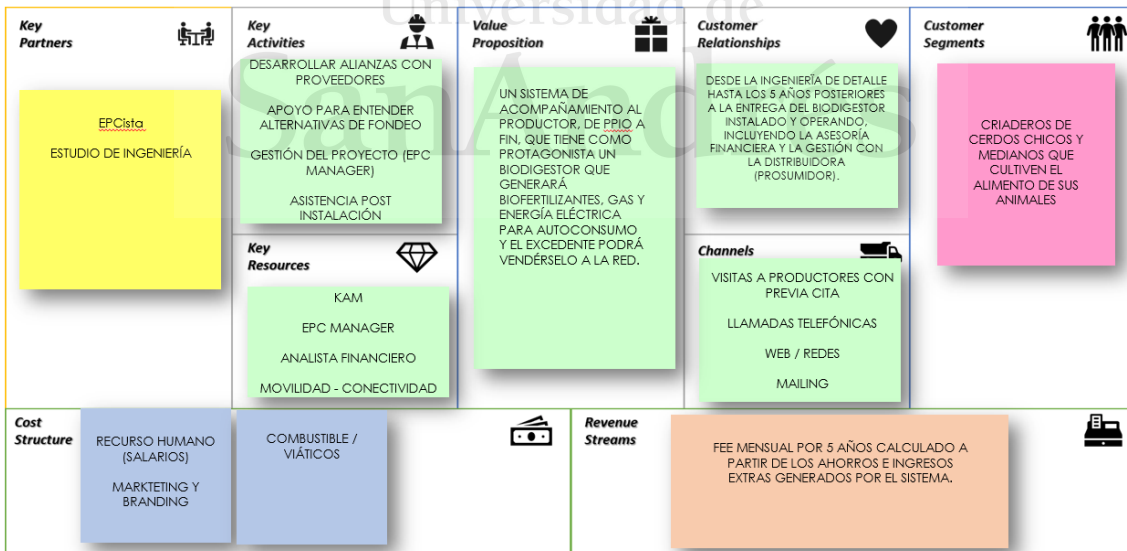 Universidad de
SanAndrés
Key
Partners
EPCista
ESTUDIO DE INGENIERÍA
Key
Activities
DESARROLLAR ALIANZAS CON
PROVEEDORES
APOYO PARA ENTENDER
ALTERNATIVAS DE FONDEO
GESTIÓN DEL PROYECTO (EPC
MANAGER)
ASISTENCIA POST
INSTALACIÓN
Key
Resources
KAM
EPC MANAGER
ANALISTA FINANCIERO
MOVILIDAD - CONECTIVIDAD
Value
Proposition
UN SISTEMA DE
ACOMPAÑAMIENTO AL
PRODUCTOR, DE PPIO A
FIN, QUE TIENE COMO
PROTAGONISTA UN
BIODIGESTOR QUE
GENERARÁ
BIOFERTILIZANTES, GAS Y
ENERGÍA ELÉCTRICA
PARA AUTOCONSUMO
Y EL EXCEDENTE PODRÁ
VENDÉRSELO A LA RED.
Customer
Relationships
DESDE LA INGENIERÍA DE DETALLE
HASTA LOS 5 AÑOS POSTERIORES
A LA ENTREGA DEL BIODIGESTOR
INSTALADO Y OPERANDO,
INCLUYENDO LA ASESORÍA
FINANCIERA Y LA GESTIÓN CON
LA DISTRIBUIDORA
(PROSUMIDOR).
Channels
VISITAS A PRODUCTORES CON
PREVIA CITA
LLAMADAS TELEFÓNICAS
WEB / REDES
MAILING
Customer
Segments
CRIADEROS DE
CERDOS CHICOS Y
MEDIANOS QUE
CULTIVEN EL
ALIMENTO DE SUS
ANIMALES
Cost
Structure
RECURSO HUMANO
(SALARIOS)
MARKTETING Y
BRANDING
COMBUSTIBLE /
VIÁTICOS
Revenue
Streams
FEE MENSUAL POR 5 AÑOS CALCULADO A
PARTIR DE LOS AHORROS E INGRESOS
EXTRAS GENERADOS POR EL SISTEMA.